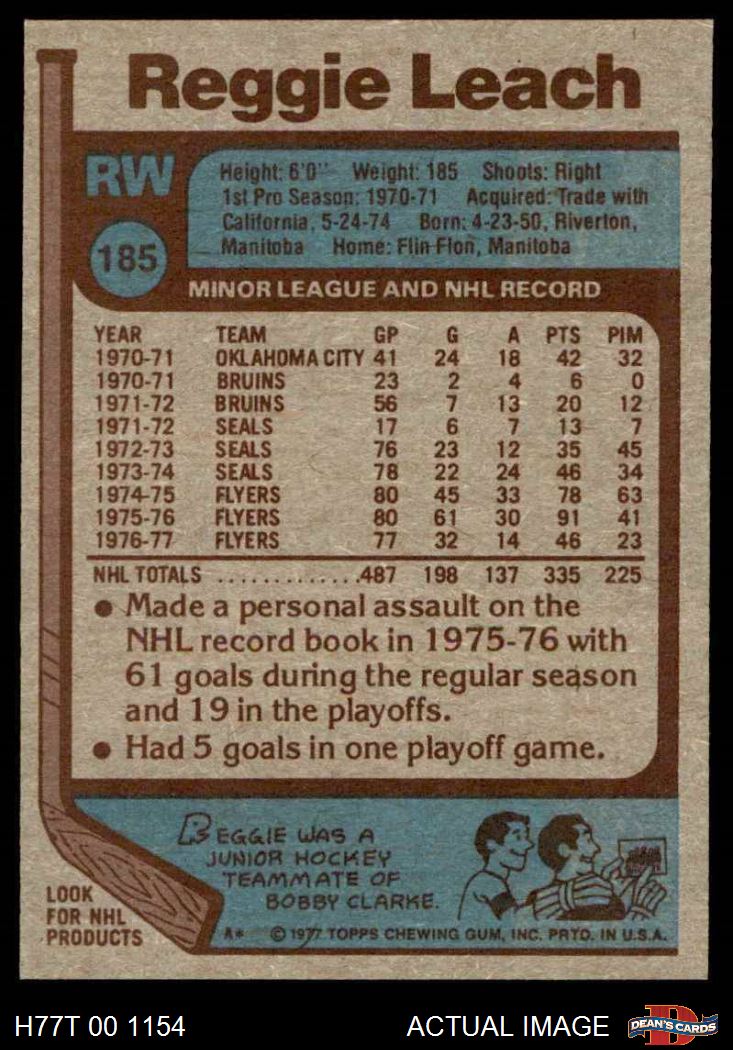 Reggie Leach
RW
185
Height: 6'0" Weight: 185 Shoots: Right
1st Pro Season: 1970-71 Acquired: Trade with
California, 5-24-74 Born: 4-23-50, Riverton,
Manitoba Home: Flin Flon, Manitoba
MINOR LEAGUE AND NHL RECORD
YEAR TEAM GP G A PTS PIM
1970-71 OKLAHOMA CITY 41 24 18 42 32
1970-71 BRUINS 23 2 4 6 0
1971-72 BRUINS 56 7 13 20 12
1971-72 SEALS 17 6 7 13 7
1972-73 SEALS 76 23 12 35 45
1973-74 SEALS 78 22 24 46 34
1974-75 FLYERS 80 45 33 78 63
1975-76 FLYERS 80 61 30 91 41
1976-77 FLYERS 77 32 14 46 23
NHL TOTALS .............487 198 137 335 225
• Made a personal assault on the
NHL record book in 1975-76 with
61 goals during the regular season
and 19 in the playoffs.
• Had 5 goals in one playoff game.
REGGIE WAS A
JUNIOR HOCKEY
TEAMMATE OF
BOBBY CLARKE.
LOOK
FOR NHL
PRODUCTS
A* © 1977 TOPPS CHEWING GUM, INC. PRTD. IN U.S.A.
H77T 00 1154 ACTUAL IMAGE DEAN'S CARDS